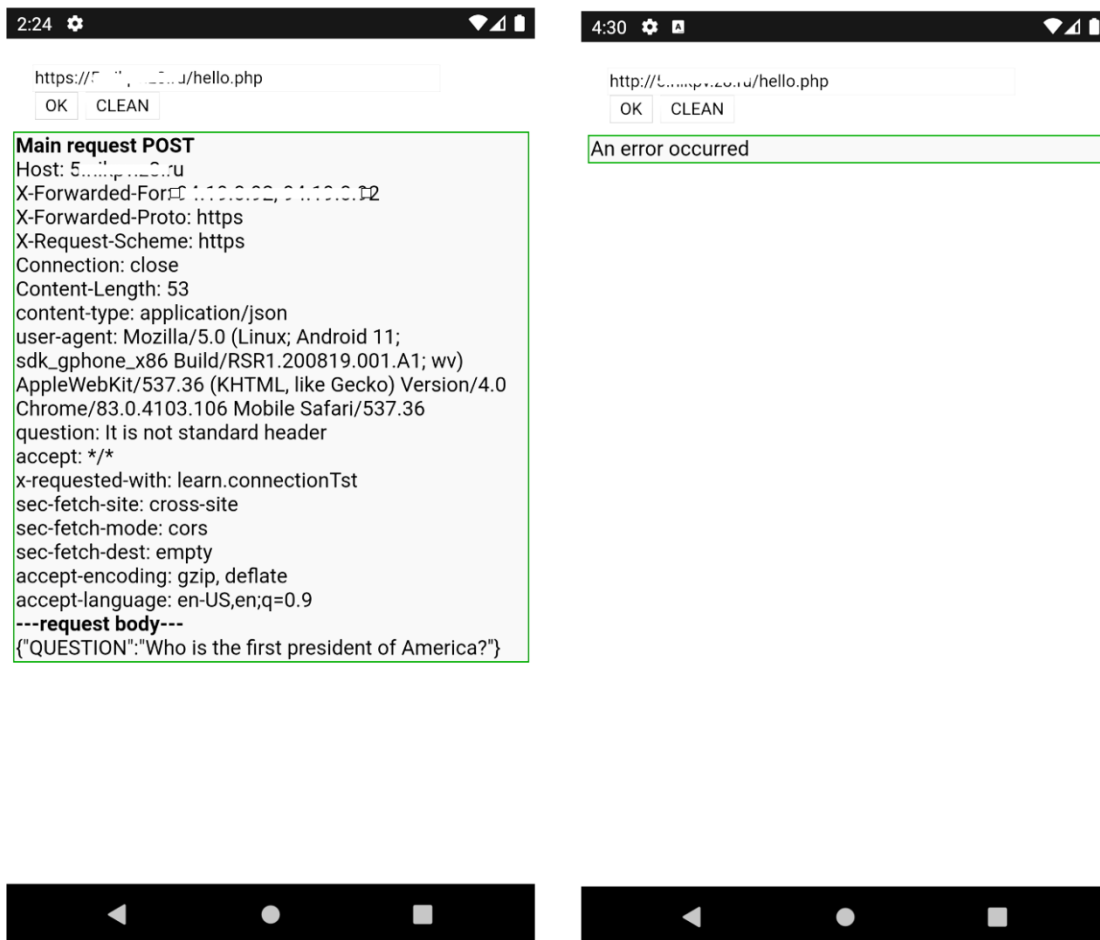 2:24
https:// /hello.php
OK CLEAN
Main request POST
Host:
X-Forwarded-For:
X-Forwarded-Proto: https
X-Request-Scheme: https
Connection: close
Content-Length: 53
content-type: application/json
user-agent: Mozilla/5.0 (Linux; Android 11;
sdk_gphone_x86 Build/RSR1.200819.001.A1; wv)
AppleWebKit/537.36 (KHTML, like Gecko) Version/4.0
Chrome/83.0.4103.106 Mobile Safari/537.36
question: It is not standard header
accept: */*
x-requested-with: learn.connectionTst
sec-fetch-site: cross-site
sec-fetch-mode: cors
sec-fetch-dest: empty
accept-encoding: gzip, deflate
accept-language: en-US,en;q=0.9
---request body---
{"QUESTION":"Who is the first president of America?"}
4:30 A
http:// /hello.php
OK CLEAN
An error occurred